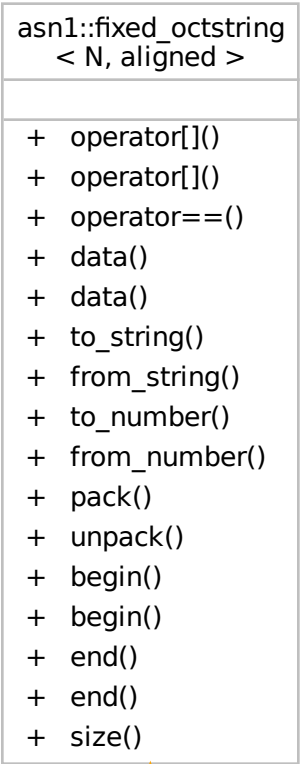 asn1::fixed_octstring
< N, aligned >
+ operator[]()
+ operator[]()
+ operator==()
+ data()
+ data()
+ to_string()
+ from_string()
+ to_number()
+ from_number()
+ pack()
+ unpack()
+ begin()
+ begin()
+ end()
+ end()
+ size()